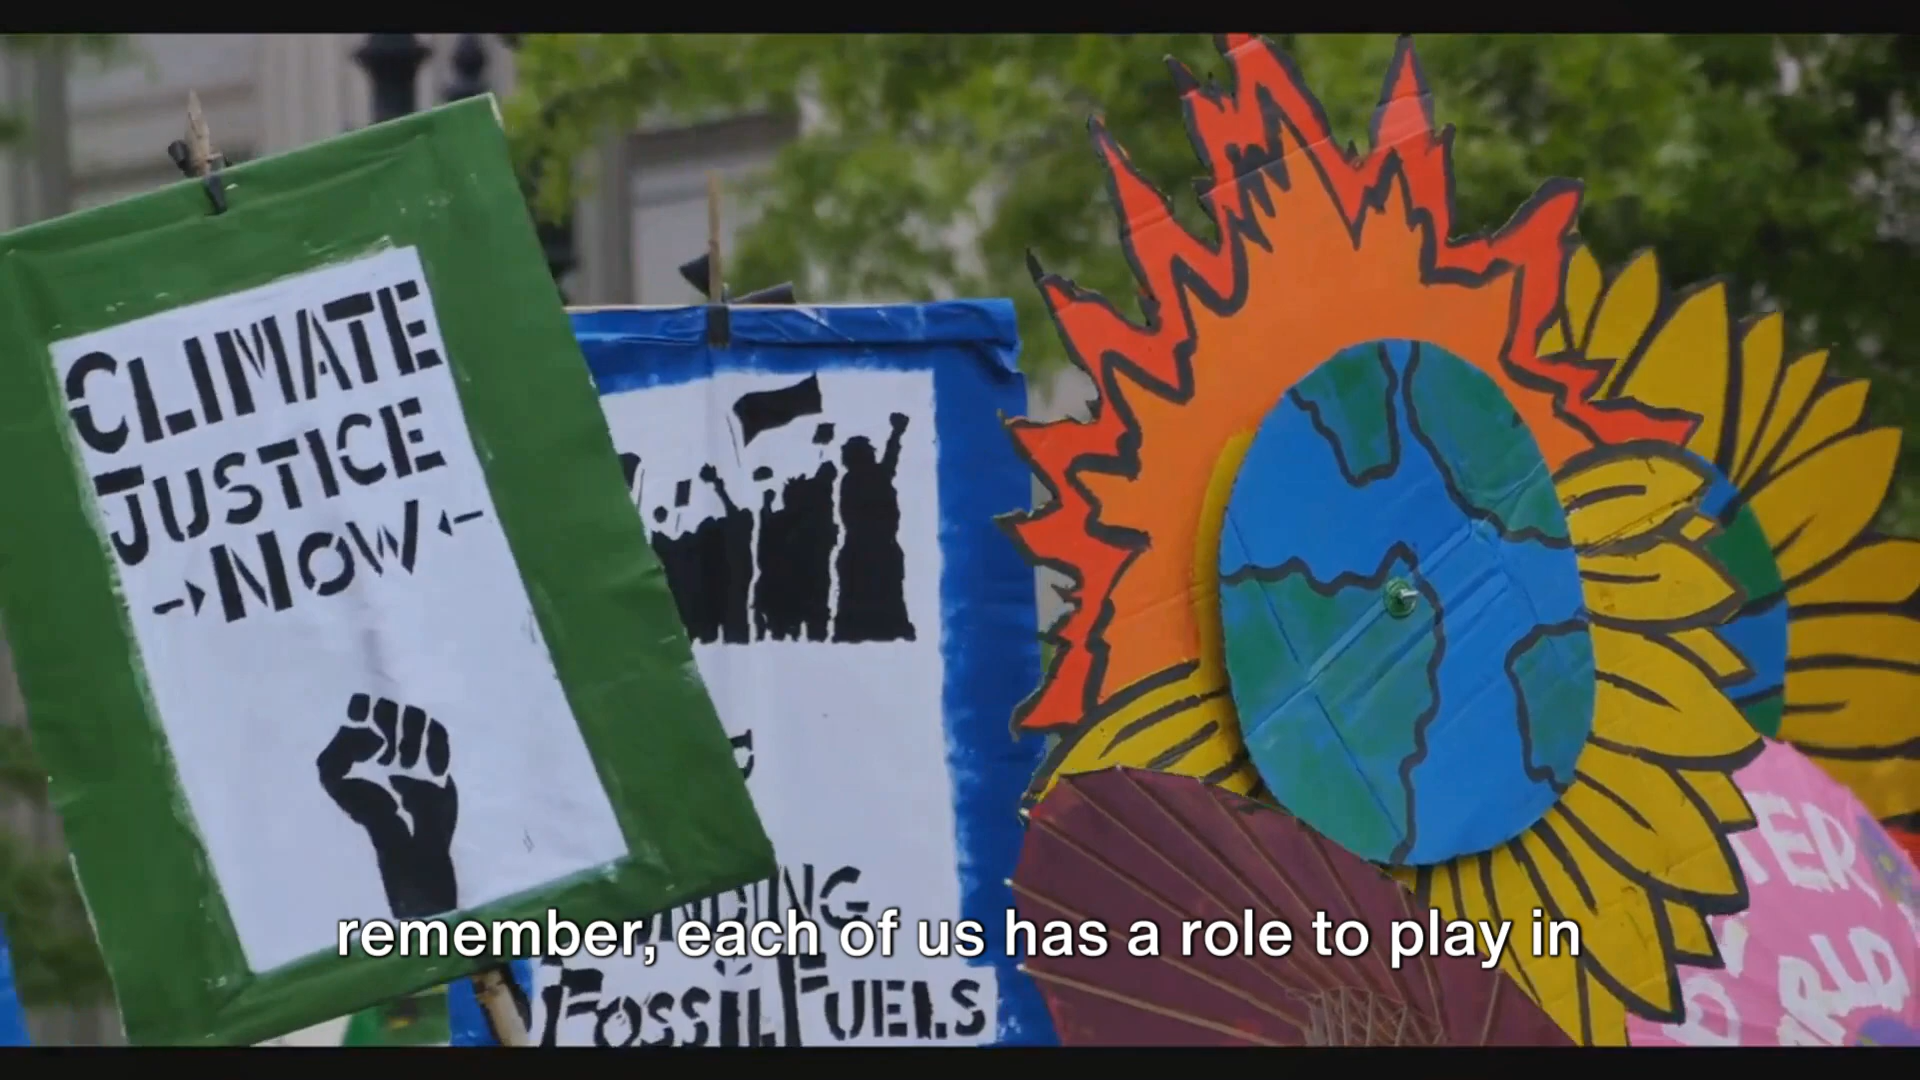 CLIMATE
JUSTICE
NOW
FOSSIL FUELS
remember, each of us has a role to play in